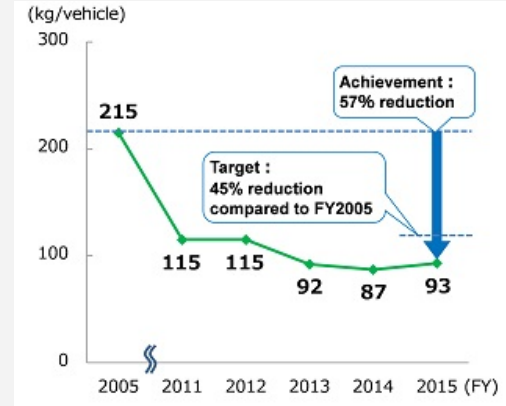 (kg/vehicle)
300
Achievement :
57% reduction
215
200
Target :
45% reduction
compared to FY2005
100
115
115
92
87
93
0
2005
2011
2012
2013
2014
2015 (FY)